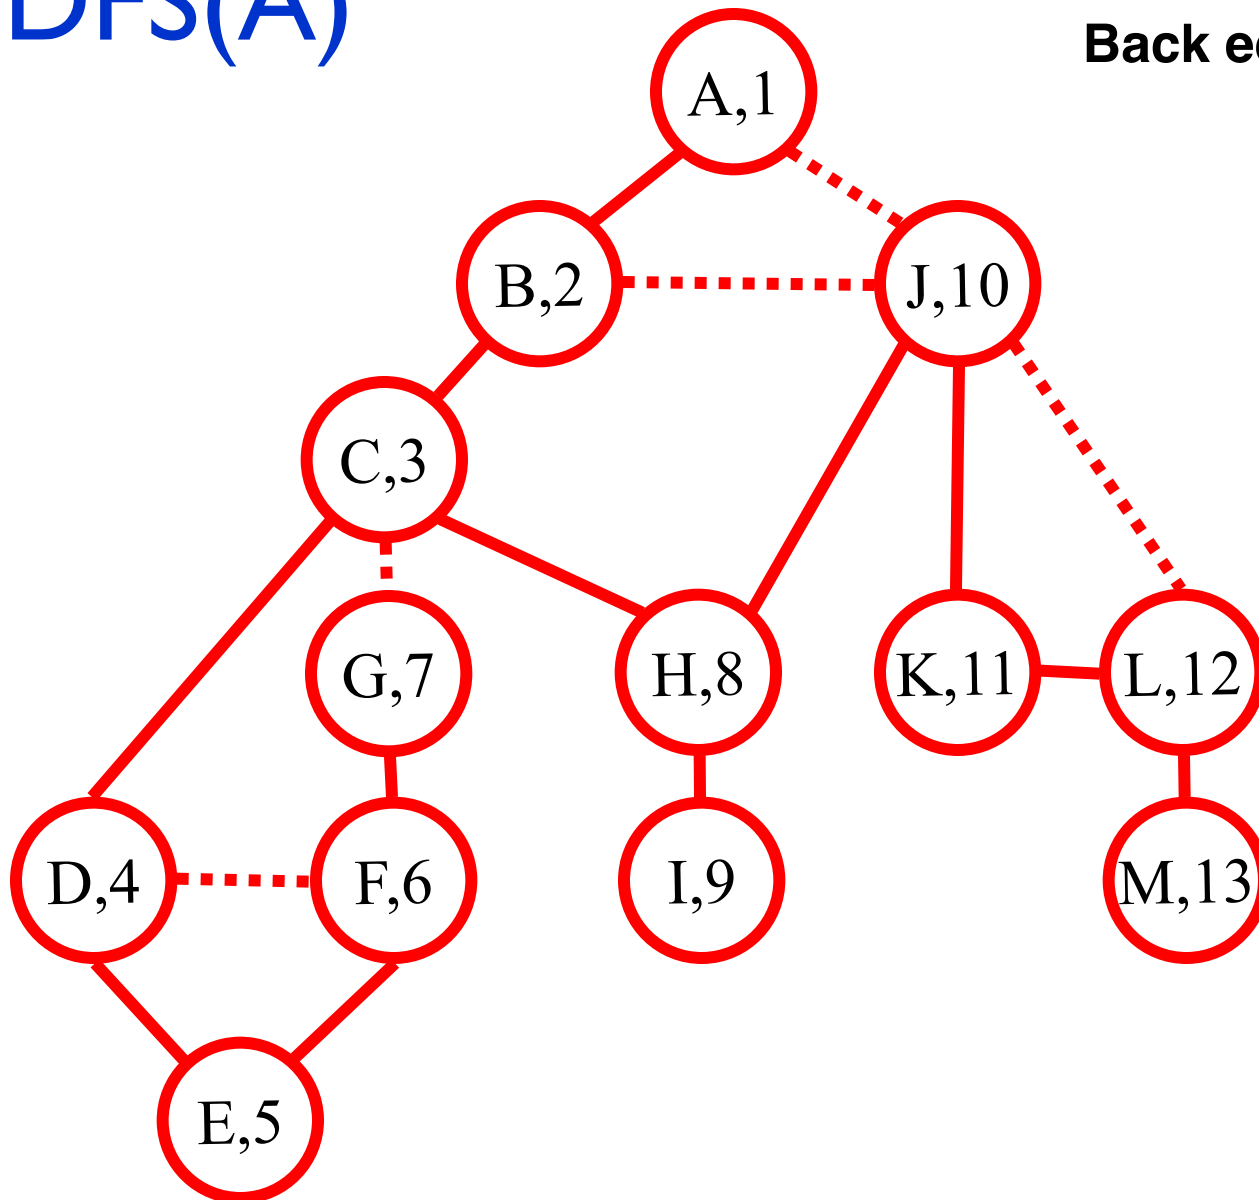 DFS(A)
Back
A,1
B,2
J,10
C,3
G,7
H,8
K,11
L,12
D,4
F,6
I,9
M,13
E,5